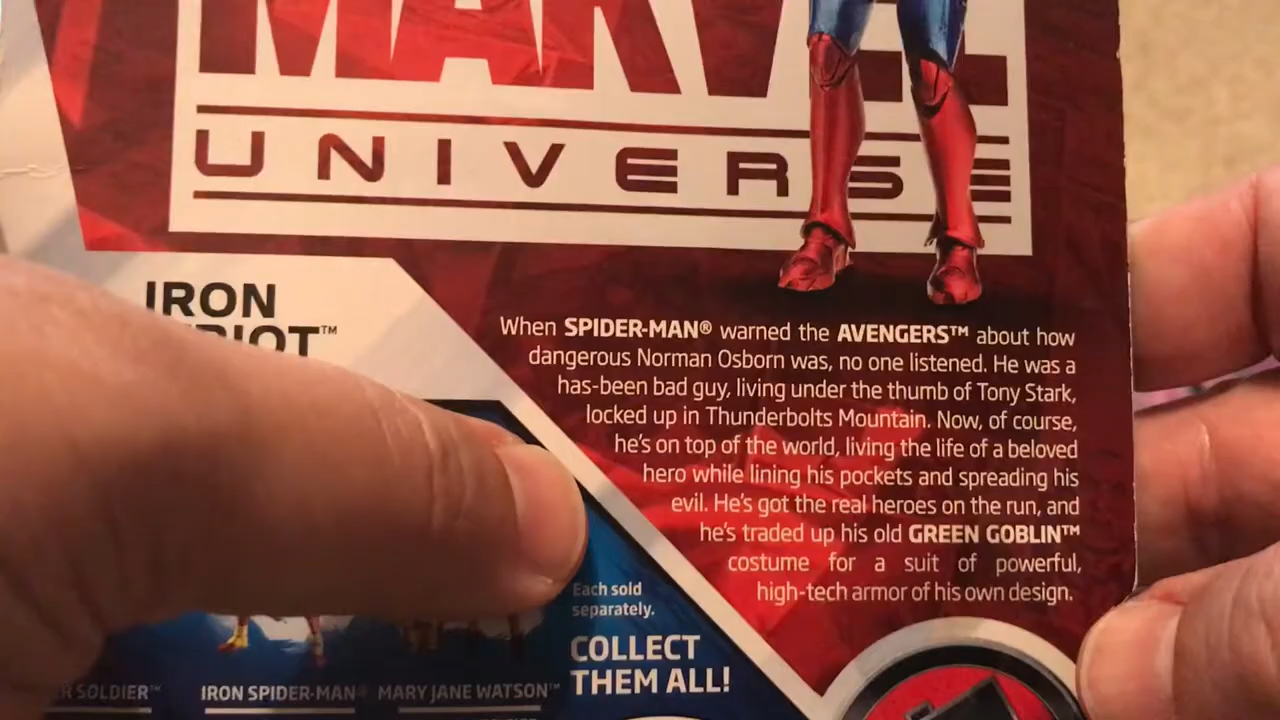 MARVEL
UNIVERSE
IRON
When SPIDER-MAN® warned the AVENGERS™ about how
dangerous Norman Osborn was, no one listened. He was a
has-been bad guy, living under the thumb of Tony Stark,
locked up in Thunderbolts Mountain. Now, of course,
he's on top of the world, living the life of a beloved
hero while lining his pockets and spreading his
evil. He's got the real heroes on the run, and
he's traded up his old GREEN GOBLIN™
costume for a suit of powerful,
high-tech armor of his own design.
Each sold
separately.
COLLECT
THEM ALL!
SOLDIER™
IRON SPIDER-MAN®
MARY JANE WATSON™